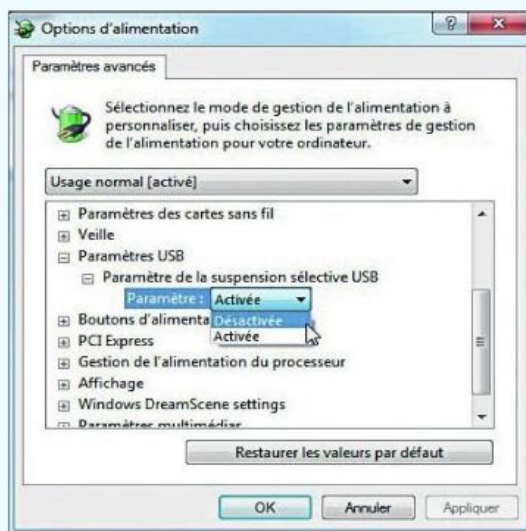 Options d'alimentation
Paramètres avancés
Sélectionnez le mode de gestion de l'alimentation à
personnaliser, puis choisissez les paramètres de gestion
de l'alimentation pour votre ordinateur.
Usage normal [activé]
Paramètres des cartes sans fil
Veille
Paramètres USB
Paramètre de la suspension sélective USB
Paramètre : Activée
Boutons d'alimenta Désactivée
Activée
PCI Express
Gestion de l'alimentation du processeur
Affichage
Windows DreamScene settings
Paramètres multimédias
Restaurer les valeurs par défaut
OK Annuler Appliquer